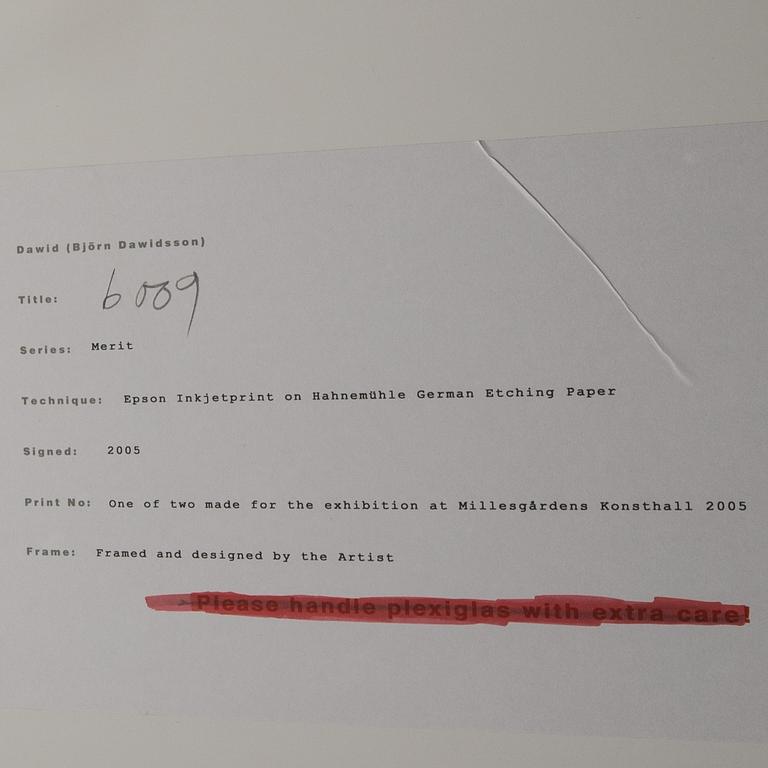 Dawid (Björn Dawidsson)
Title: 6009
Series: Merit
Technique: Epson Inkjetprint on Hahnemühle German Etching Paper
Signed: 2005
Print No: One of two made for the exhibition at Millesgårdens Konsthall 2005
Frame: Framed and designed by the Artist
Please handle plexiglas with extra care!